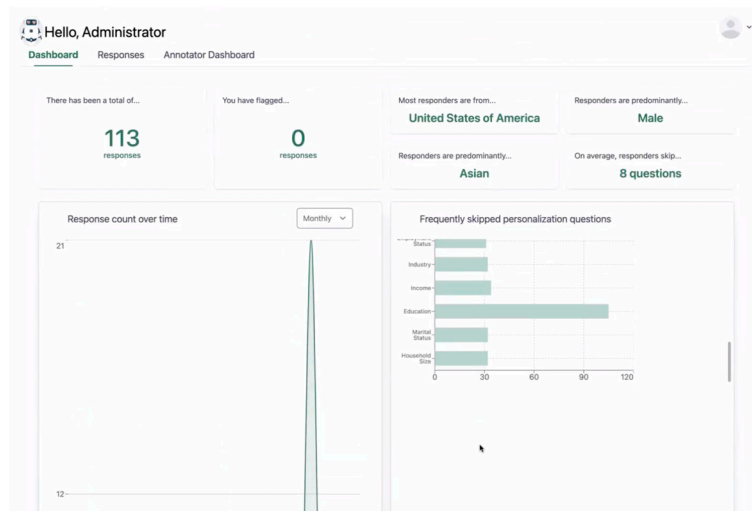 Hello, Administrator
Dashboard Responses Annotator Dashboard
There has been a total of...
113
responses
You have flagged...
0
responses
Most responders are from...
United States of America
Responders are predominantly...
Male
Responders are predominantly...
Asian
On average, responders skip...
8 questions
Response count over time
Monthly
21
12
Frequently skipped personalization questions
Status
Industry
Income
Education
Marital
Status
Household
Size
0 30 60 90 120